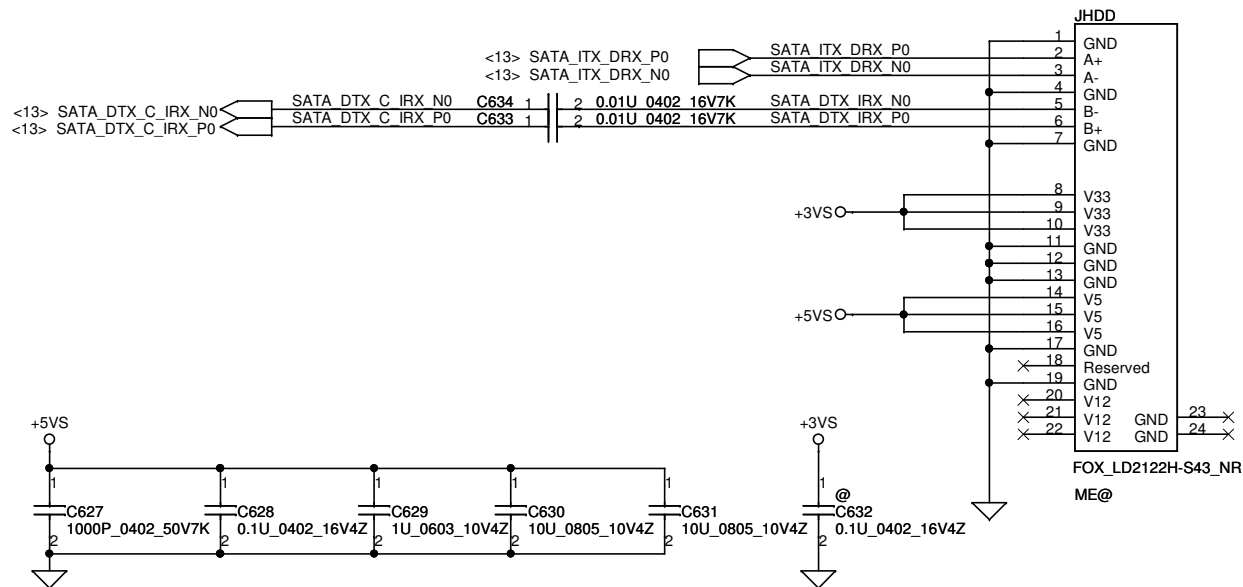 JHDD
1 GND
<13> SATA_ITX_DRX_P0 SATA_ITX_DRX_P0 2 A+
<13> SATA_ITX_DRX_N0 SATA_ITX_DRX_N0 3 A-
4 GND
<13> SATA_DTX_C_IRX_N0 SATA_DTX_C_IRX_N0 C634 1 2 0.01U_0402_16V7K SATA_DTX_IRX_N0 5 B-
<13> SATA_DTX_C_IRX_P0 SATA_DTX_C_IRX_P0 C633 1 2 0.01U_0402_16V7K SATA_DTX_IRX_P0 6 B+
7 GND
8 V33
+3VS 9 V33
10 V33
11 GND
12 GND
13 GND
14 V5
+5VS 15 V5
16 V5
17 GND
18 Reserved
19 GND
20 V12
21 V12 GND 23
22 V12 GND 24
FOX_LD2122H-S43_NR
ME@
+5VS +3VS
1 1 1 1 1 1 @
C627 C628 C629 C630 C631 C632
1000P_0402_50V7K 0.1U_0402_16V4Z 1U_0603_10V4Z 10U_0805_10V4Z 10U_0805_10V4Z 0.1U_0402_16V4Z
2 2 2 2 2 2